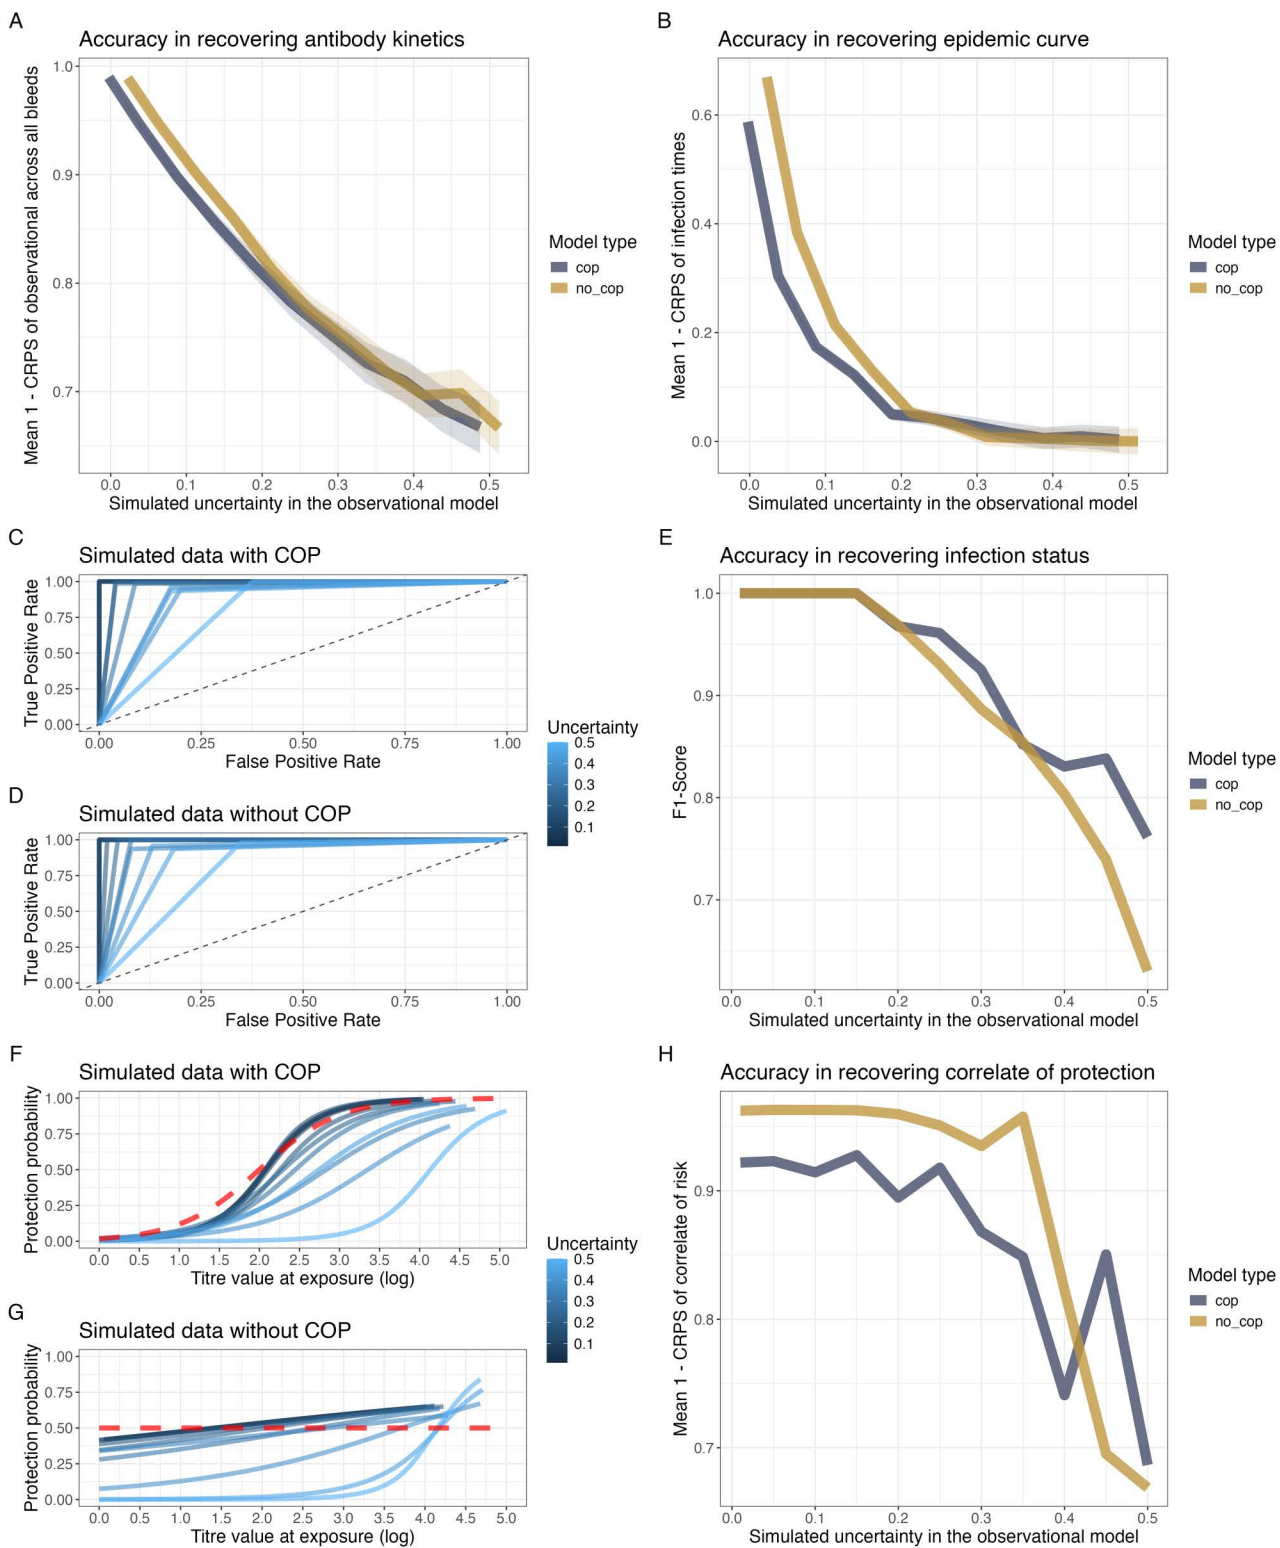 A
Accuracy in recovering antibody kinetics
Mean 1 - CRPS of observational across all bleeds
1.0
0.9
0.8
0.7
0.0 0.1 0.2 0.3 0.4 0.5
Simulated uncertainty in the observational model
Model type
cop
no_cop
B
Accuracy in recovering epidemic curve
Mean 1 - CRPS of infection times
0.6
0.4
0.2
0.0
0.0 0.1 0.2 0.3 0.4 0.5
Simulated uncertainty in the observational model
Model type
cop
no_cop
C
Simulated data with COP
True Positive Rate
1.00
0.75
0.50
0.25
0.00
0.00 0.25 0.50 0.75 1.00
False Positive Rate
D
Simulated data without COP
True Positive Rate
1.00
0.75
0.50
0.25
0.00
0.00 0.25 0.50 0.75 1.00
False Positive Rate
Uncertainty
0.5
0.4
0.3
0.2
0.1
E
Accuracy in recovering infection status
F1-Score
1.0
0.9
0.8
0.7
0.0 0.1 0.2 0.3 0.4 0.5
Simulated uncertainty in the observational model
Model type
cop
no_cop
F
Simulated data with COP
Protection probability
1.00
0.75
0.50
0.25
0.00
0.0 0.5 1.0 1.5 2.0 2.5 3.0 3.5 4.0 4.5 5.0
Titre value at exposure (log)
G
Simulated data without COP
Protection probability
1.00
0.75
0.50
0.25
0.00
0.0 0.5 1.0 1.5 2.0 2.5 3.0 3.5 4.0 4.5 5.0
Titre value at exposure (log)
Uncertainty
0.5
0.4
0.3
0.2
0.1
H
Accuracy in recovering correlate of protection
Mean 1 - CRPS of correlate of risk
0.9
0.8
0.7
0.0 0.1 0.2 0.3 0.4 0.5
Simulated uncertainty in the observational model
Model type
cop
no_cop